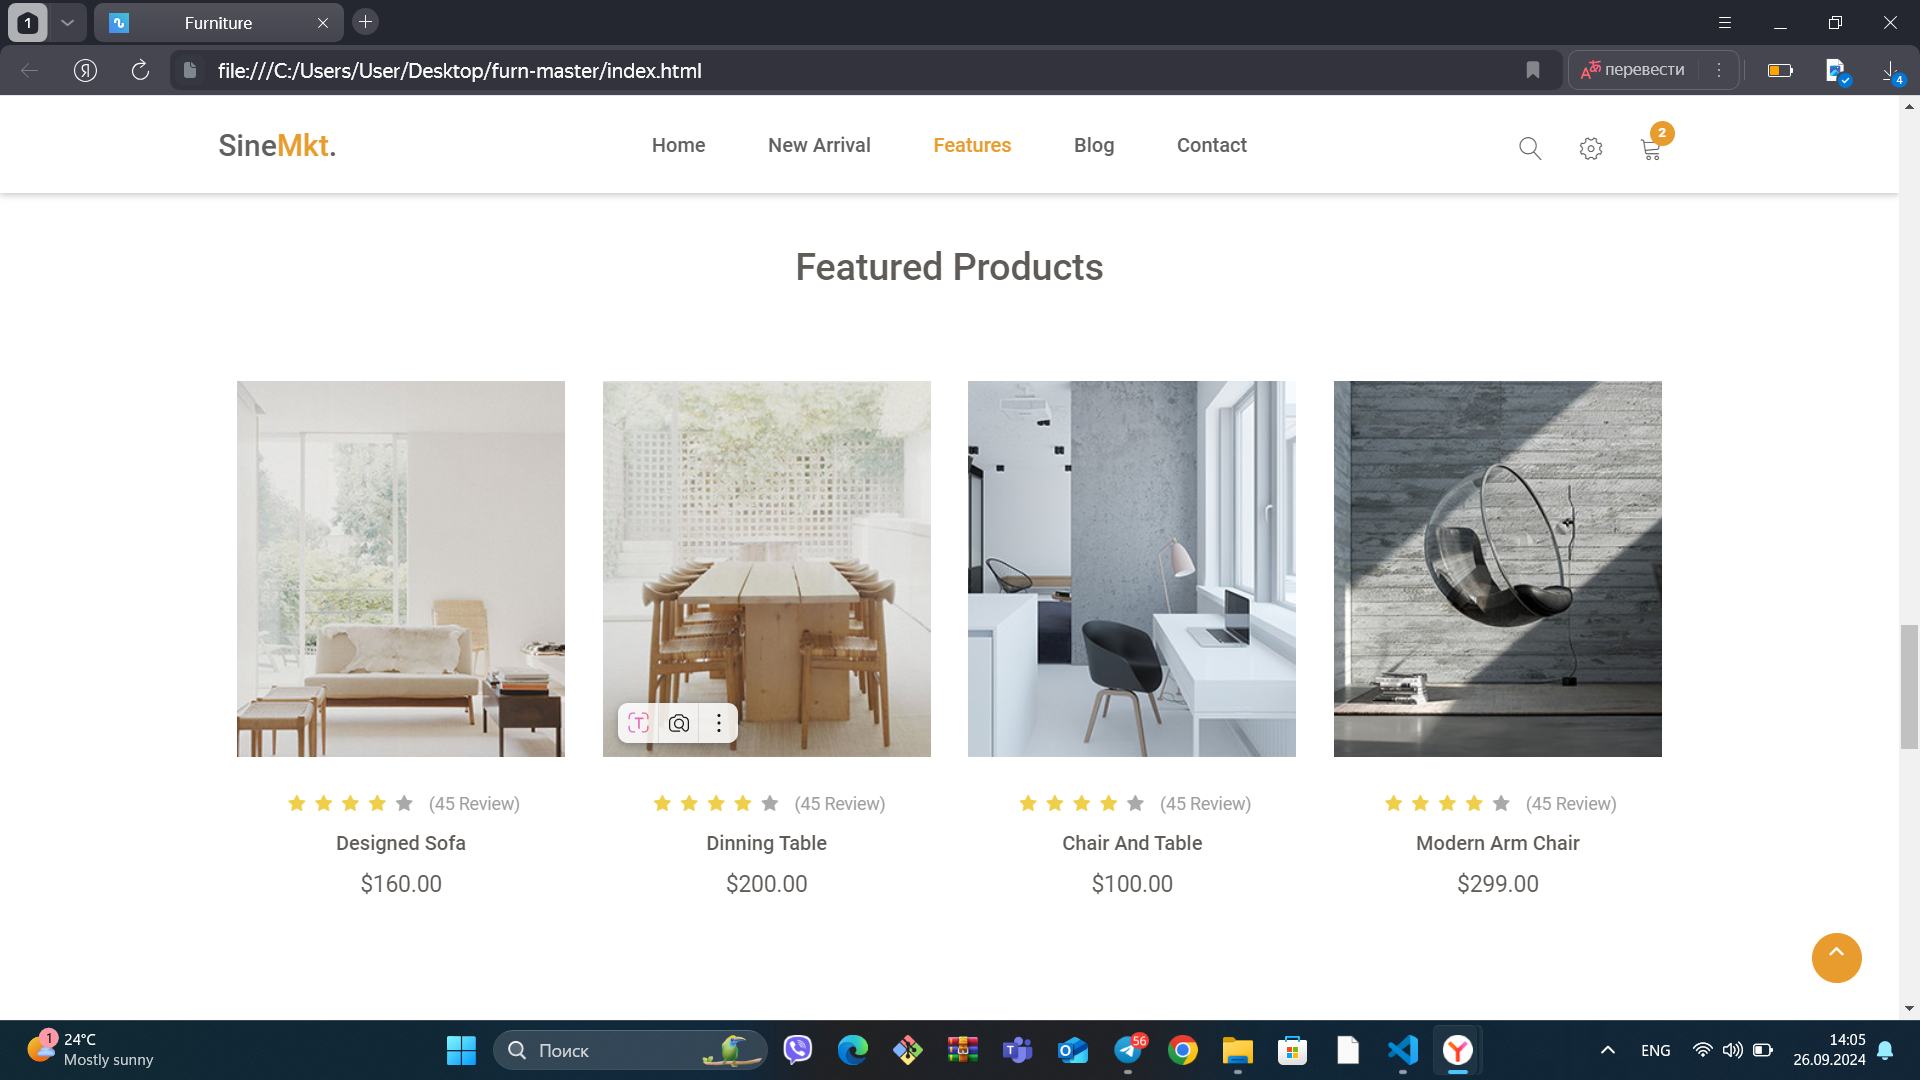 1
Furniture
file:///C:/Users/User/Desktop/furn-master/index.html
перевести
4
SineMkt.
Home
New Arrival
Features
Blog
Contact
2
Featured Products
(45 Review)
(45 Review)
(45 Review)
(45 Review)
Designed Sofa
Dinning Table
Chair And Table
Modern Arm Chair
$160.00
$200.00
$100.00
$299.00
1
24°C
Mostly sunny
Поиск
56
ENG
14:05
26.09.2024